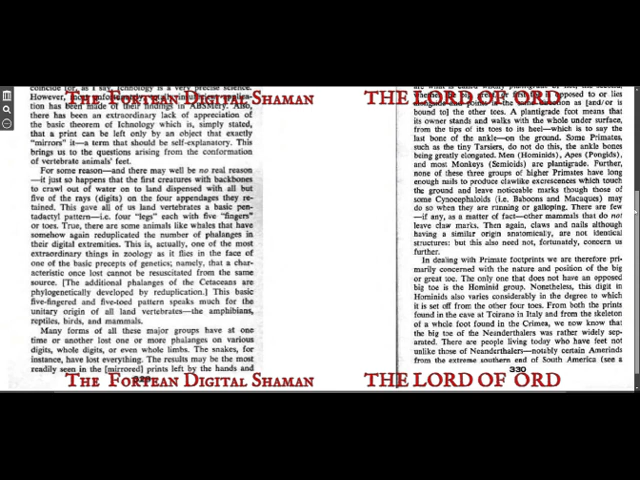 coincide (or, as I say, Ichnology is a very precise science.
However, most unfortunately, totally insufficient applica-
The Fortean Digital Shaman
tion has been made of their findings in ABSMery. Also,
there has been an extraordinary lack of appreciation of
the basic theorem of Ichnology which is, simply stated,
that a print can be left only by an object that exactly
"mirrors" it—a term that should be self-explanatory. This
brings us to the questions arising from the conformation
of vertebrate animals' feet.
For some reason—and there may well be no real reason
—it just so happens that the first creatures with backbones
to crawl out of water on to land dispensed with all but
five of the rays (digits) on the four appendages they re-
tained. This gave all of us land vertebrates a basic pen-
tadactyl pattern—i.e. four "legs" each with five "fingers"
or toes. True, there are some animals like whales that have
somehow again reduplicated the number of phalanges in
their digital extremities. This is, actually, one of the most
extraordinary things in zoology as it flies in the face of
one of the basic precepts of genetics; namely, that a char-
acteristic once lost cannot be resuscitated from the same
source. [The additional phalanges of the Cetaceans are
phylogenetically developed by reduplication.] This basic
five-fingered and five-toed pattern speaks much for the
unitary origin of all land vertebrates—the amphibians,
reptiles, birds, and mammals.
Many forms of all these major groups have at one
time or another lost one or more phalanges on various
digits, whole digits, or even whole limbs. The snakes, for
instance, have lost everything. The results may be the most
readily seen in the [mirrored] prints left by the hands and
The Fortean Digital Shaman
THE LORD OF ORD
alongside and points in the same direction as [and/or is
bound to] the other toes. A plantigrade foot means that
its owner stands and walks with the whole under surface,
from the tips of its toes to its heel—which is to say the
last bone of the ankle—on the ground. Some Primates,
such as the tiny Tarsiers, do not do this, the ankle bones
being greatly elongated. Men (Hominids), Apes (Pongids),
and most Monkeys (Semioids) are plantigrade. Further,
none of these three groups of higher Primates have long
enough nails to produce clawlike excrescences which touch
the ground and leave noticeable marks though those of
some Cynocephaloids (i.e. Baboons and Macaques) may
do so when they are running or galloping. There are few
—if any, as a matter of fact—other mammals that do not
leave claw marks. Then again, claws and nails although
having a similar origin anatomically, are not identical
structures: but this also need not, fortunately, concern us
further.
In dealing with Primate footprints we are therefore pri-
marily concerned with the nature and position of the big
or great toe. The only one that does not have an opposed
big toe is the Hominid group. Nonetheless, this digit in
Hominids also varies considerably in the degree to which
it is set off from the other four toes. From both the prints
found in the cave at Toirano in Italy and from the skeleton
of a whole foot found in the Crimea, we now know that
the big toe of the Neanderthalers was rather widely sep-
arated. There are people living today who have feet not
unlike those of Neanderthalers—notably certain Amerinds
from the extreme southern end of South America (see a
330
THE LORD OF ORD